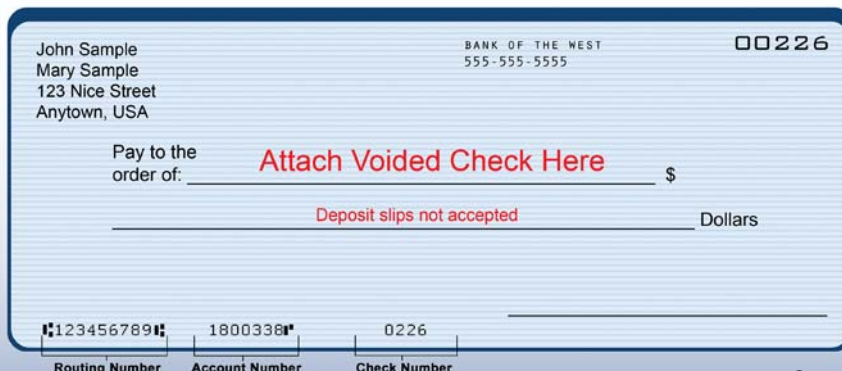 John Sample
Mary Sample
123 Nice Street
Anytown, USA
BANK OF THE WEST
555-555-5555
00226
Pay to the
order of:
Attach Voided Check Here
$
Deposit slips not accepted
Dollars
⑆123456789⑆ 1800338⑈ 0226
Routing Number Account Number Check Number